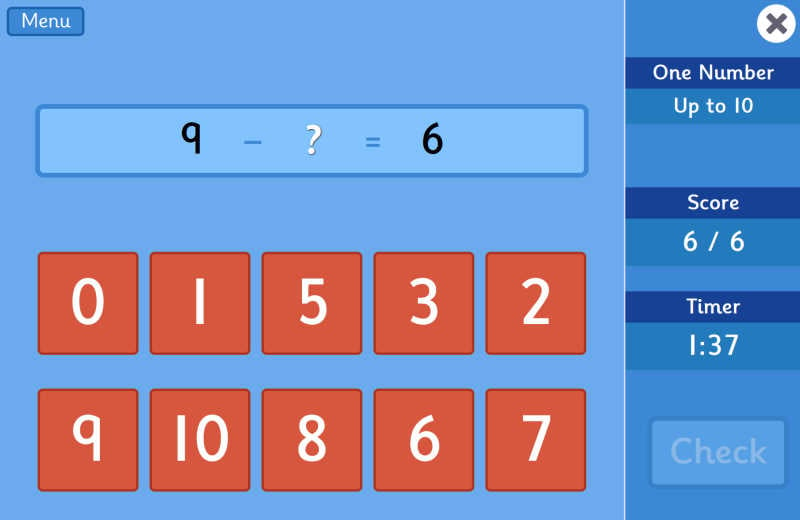 Menu
9 – ? = 6
0 1 5 3 2
9 10 8 6 7
One Number
Up to 10
Score
6 / 6
Timer
1:37
Check